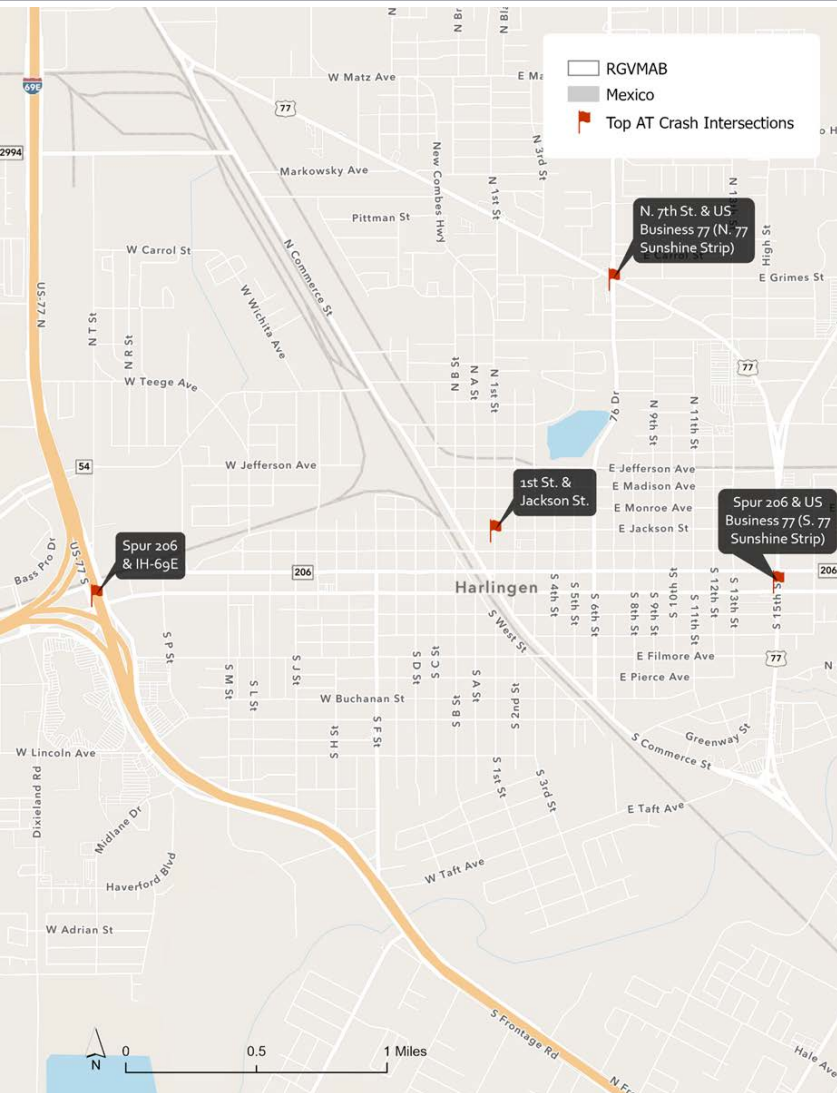 RGVMAB
Mexico
Top AT Crash Intersections
W Matz Ave
69E
77
2994
Markowsky Ave
New Combes Hwy
N 3rd St
N 1st St
Pittman St
N. 7th St. & US
Business 77 (N. 77
Sunshine Strip)
High St
W Carrol St
N Commerce St
E Grimes St
US-77 N
N T St
N R St
W Wichita Ave
W Teege Ave
N B St
N A St
N 1st St
77
76 Dr
N 9th St
N 11th St
54
W Jefferson Ave
E Jefferson Ave
E Madison Ave
1st St. &
Jackson St.
E Monroe Ave
E Jackson St
Spur 206 & US
Business 77 (S. 77
Sunshine Strip)
Bass Pro Dr
US-77 S
Spur 206
& IH-69E
206
Harlingen
206
S 4th St
S 5th St
S 6th St
S 8th St
S 9th St
S 10th St
S 11th St
S 12th St
S 13th St
S 15th St
S West St
S P St
S M St
S L St
S J St
S D St
S C St
E Filmore Ave
77
E Pierce Ave
S A St
S B St
S 2nd St
W Buchanan St
S H St
S F St
Greenway St
S Commerce St
W Lincoln Ave
Dixieland Rd
Midlane Dr
S 1st St
S 3rd St
E Taft Ave
Haverford Blvd
W Taft Ave
W Adrian St
S Frontage Rd
Hale Ave
N
0
0.5
1 Miles